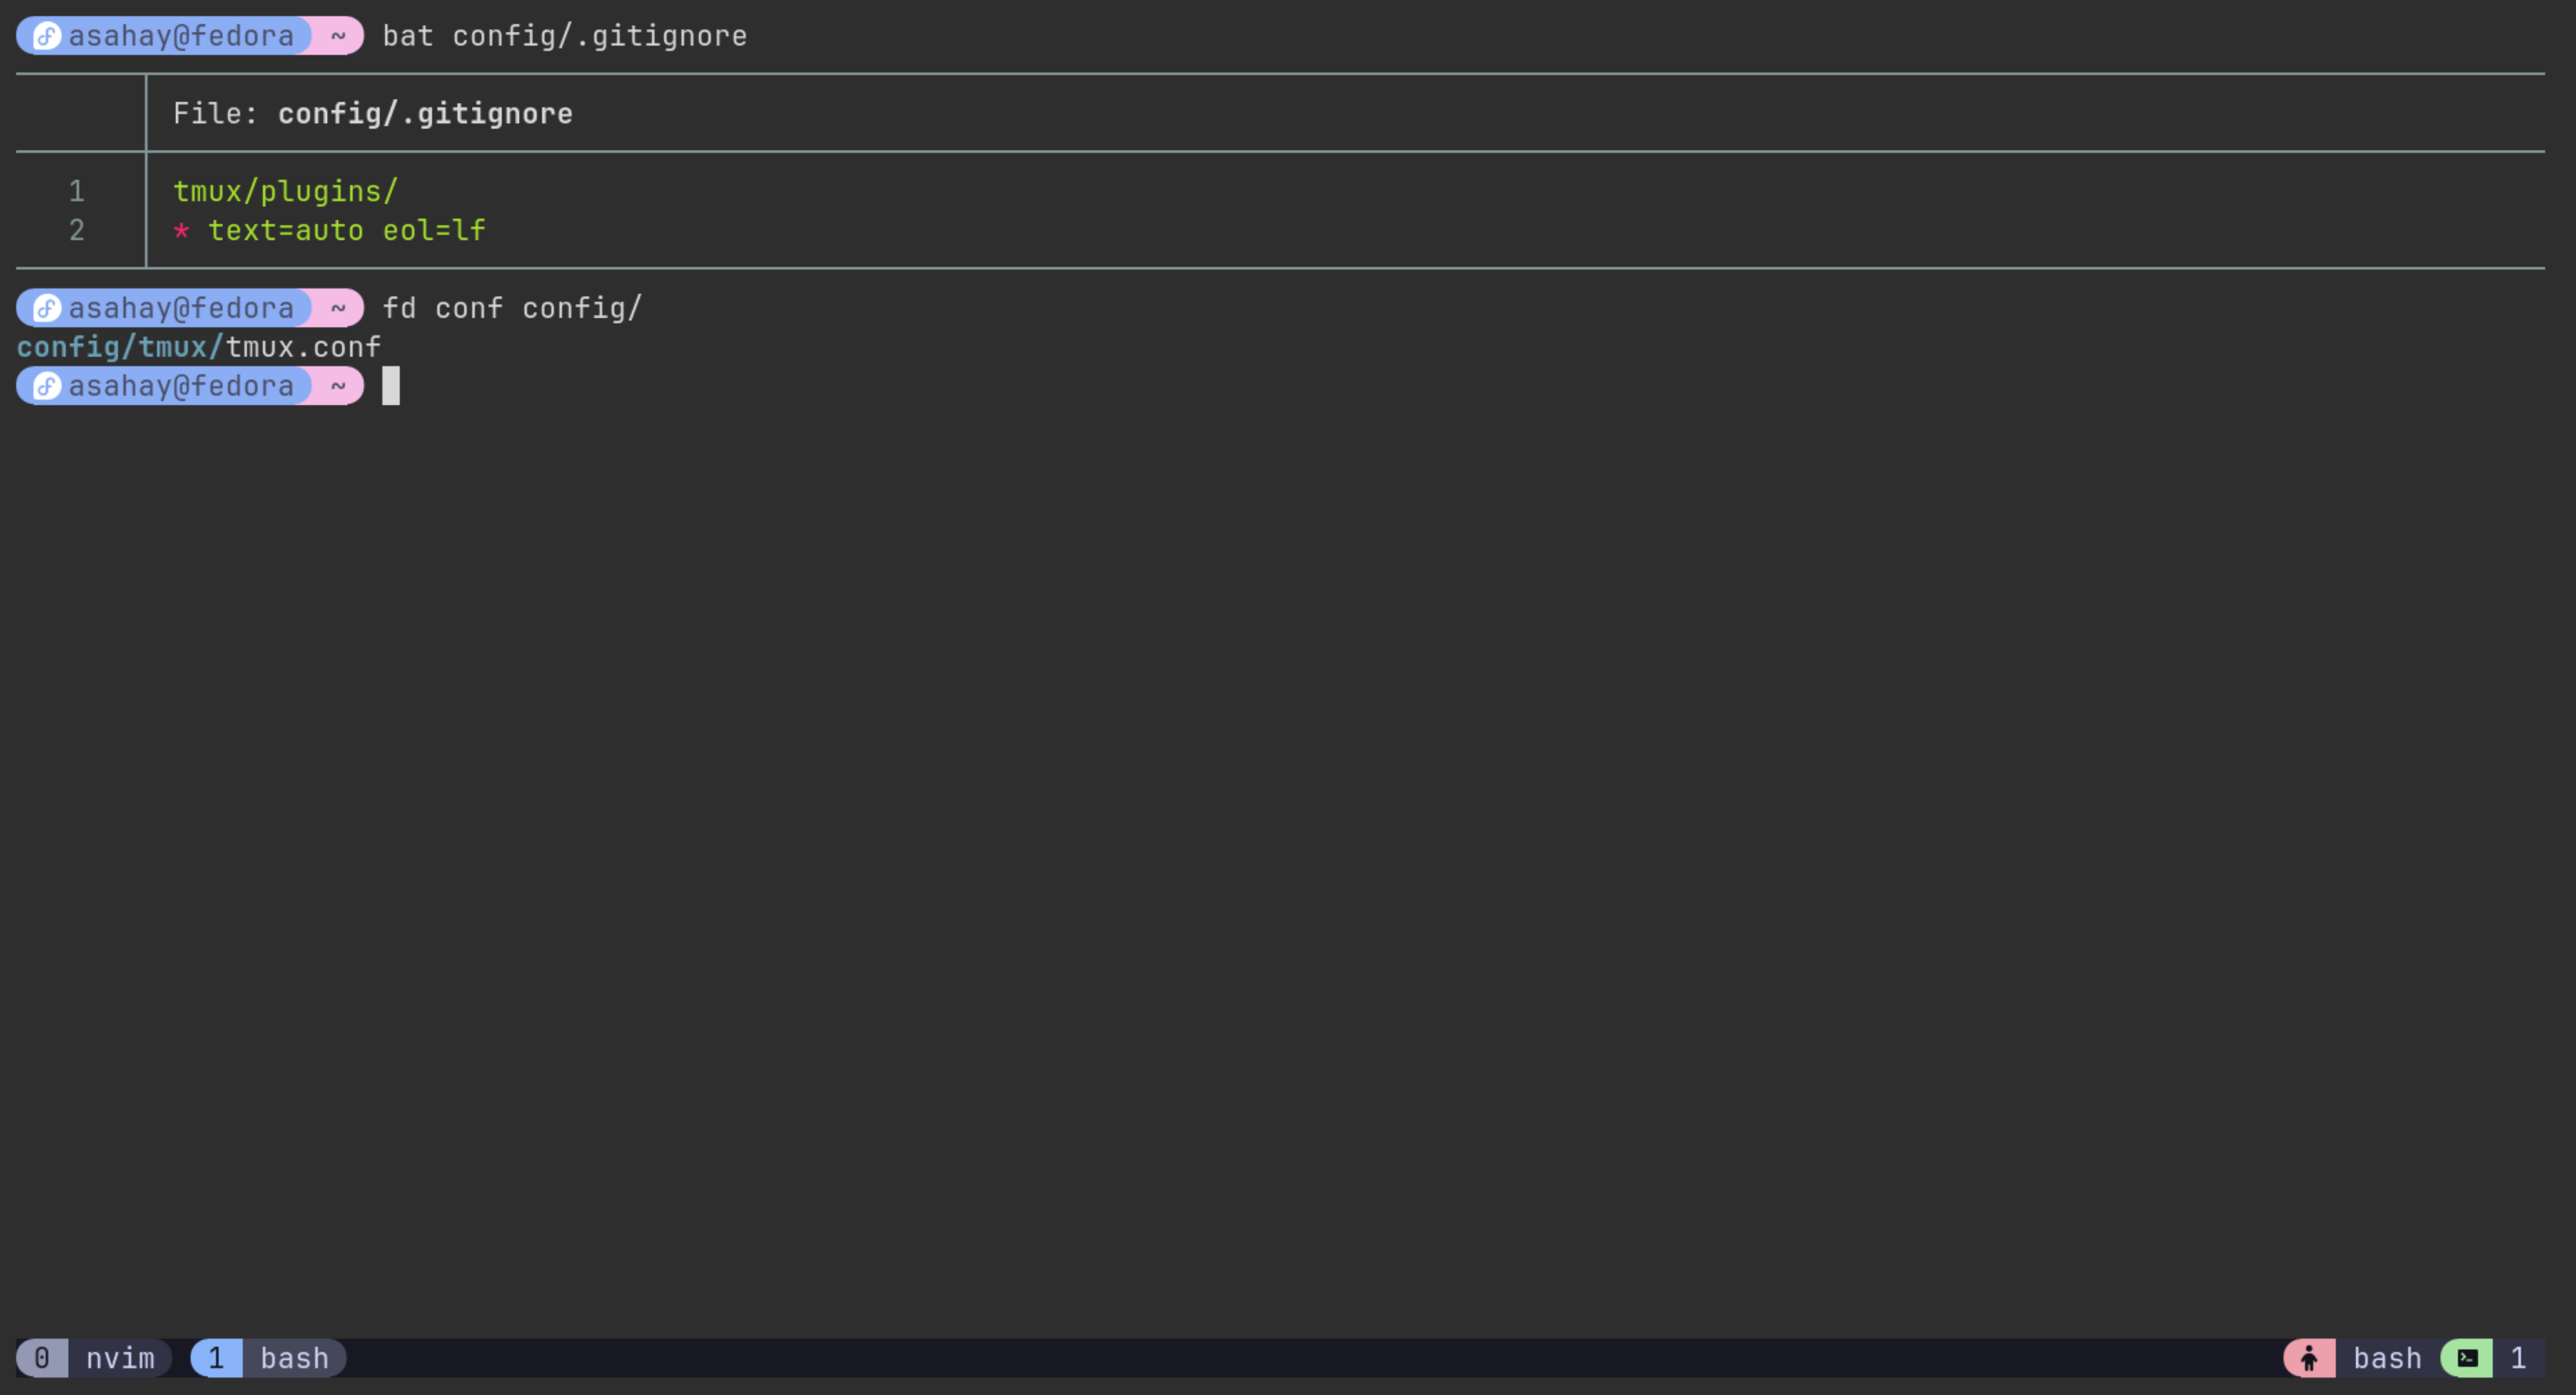 asahay@fedora ~ bat config/.gitignore
File: config/.gitignore
1 tmux/plugins/
2 * text=auto eol=lf
asahay@fedora ~ fd conf config/
config/tmux/tmux.conf
asahay@fedora ~
0 nvim 1 bash bash 1